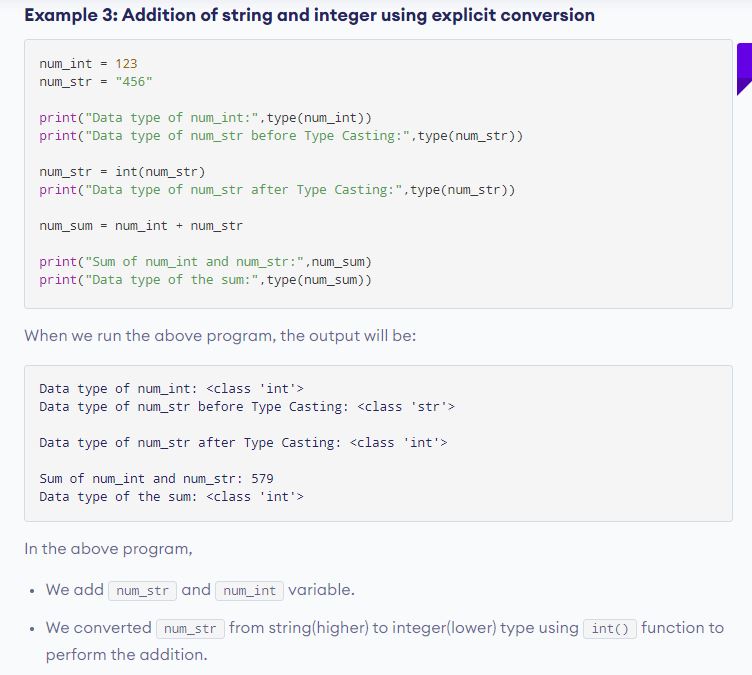 Example 3: Addition of string and integer using explicit conversion
num_int = 123
num_str = "456"
print("Data type of num_int:",type(num_int))
print("Data type of num_str before Type Casting:",type(num_str))
num_str = int(num_str)
print("Data type of num_str after Type Casting:",type(num_str))
num_sum = num_int + num_str
print("Sum of num_int and num_str:",num_sum)
print("Data type of the sum:",type(num_sum))
When we run the above program, the output will be:
Data type of num_int: <class 'int'>
Data type of num_str before Type Casting: <class 'str'>
Data type of num_str after Type Casting: <class 'int'>
Sum of num_int and num_str: 579
Data type of the sum: <class 'int'>
In the above program,
• We add num_str and num_int variable.
• We converted num_str from string(higher) to integer(lower) type using int() function to
perform the addition.